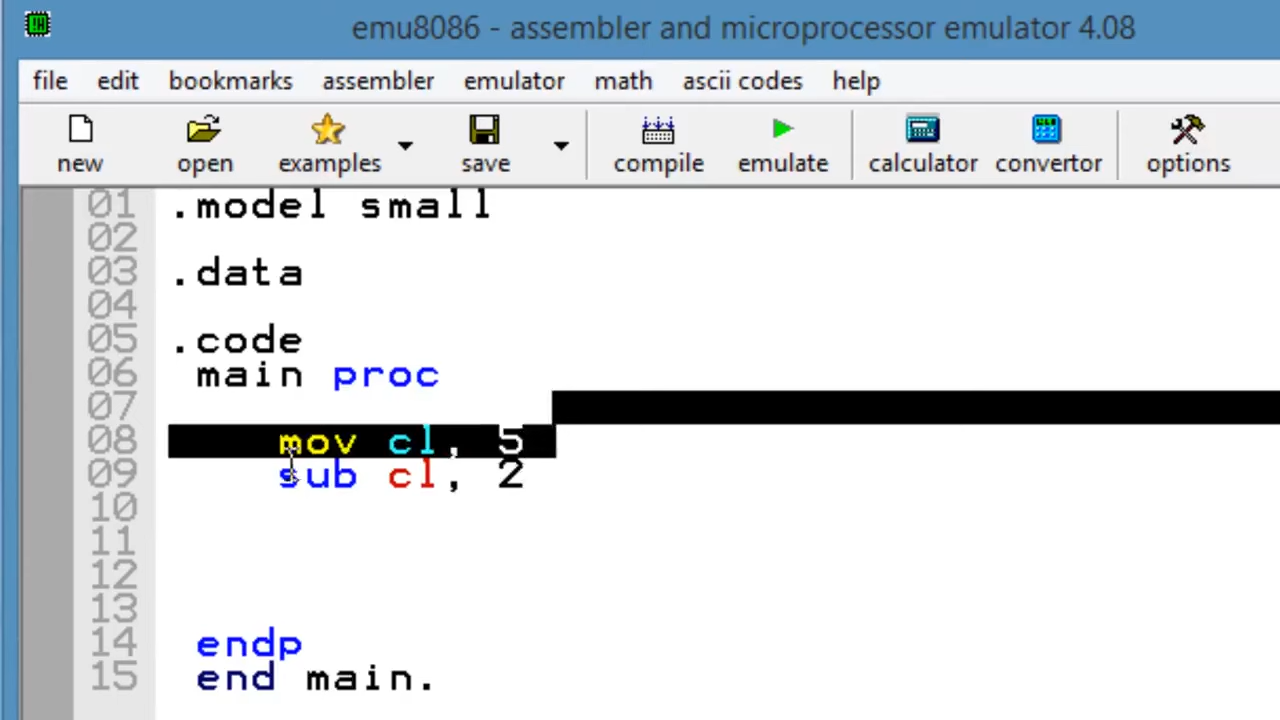 emu8086 - assembler and microprocessor emulator 4.08
file edit bookmarks assembler emulator math ascii codes help
new open examples save compile emulate calculator convertor options
01 .model small
02
03 .data
04
05 .code
06 main proc
07
08 mov cl, 5
09 sub cl, 2
10
11
12
13
14 endp
15 end main.